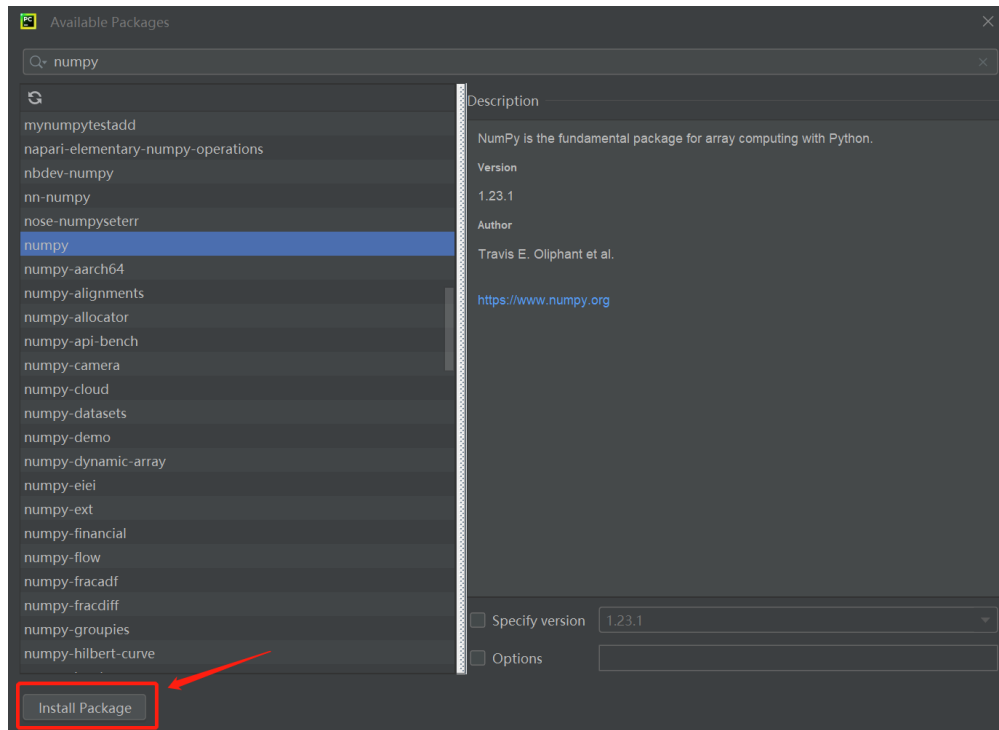 Available Packages
numpy
mynumpytestadd
napari-elementary-numpy-operations
nbdev-numpy
nn-numpy
nose-numpyseterr
numpy
numpy-aarch64
numpy-alignments
numpy-allocator
numpy-api-bench
numpy-camera
numpy-cloud
numpy-datasets
numpy-demo
numpy-dynamic-array
numpy-eiei
numpy-ext
numpy-financial
numpy-flow
numpy-fracadf
numpy-fracdiff
numpy-groupies
numpy-hilbert-curve
Description
NumPy is the fundamental package for array computing with Python.
Version
1.23.1
Author
Travis E. Oliphant et al.
https://www.numpy.org
Specify version 1.23.1
Options
Install Package